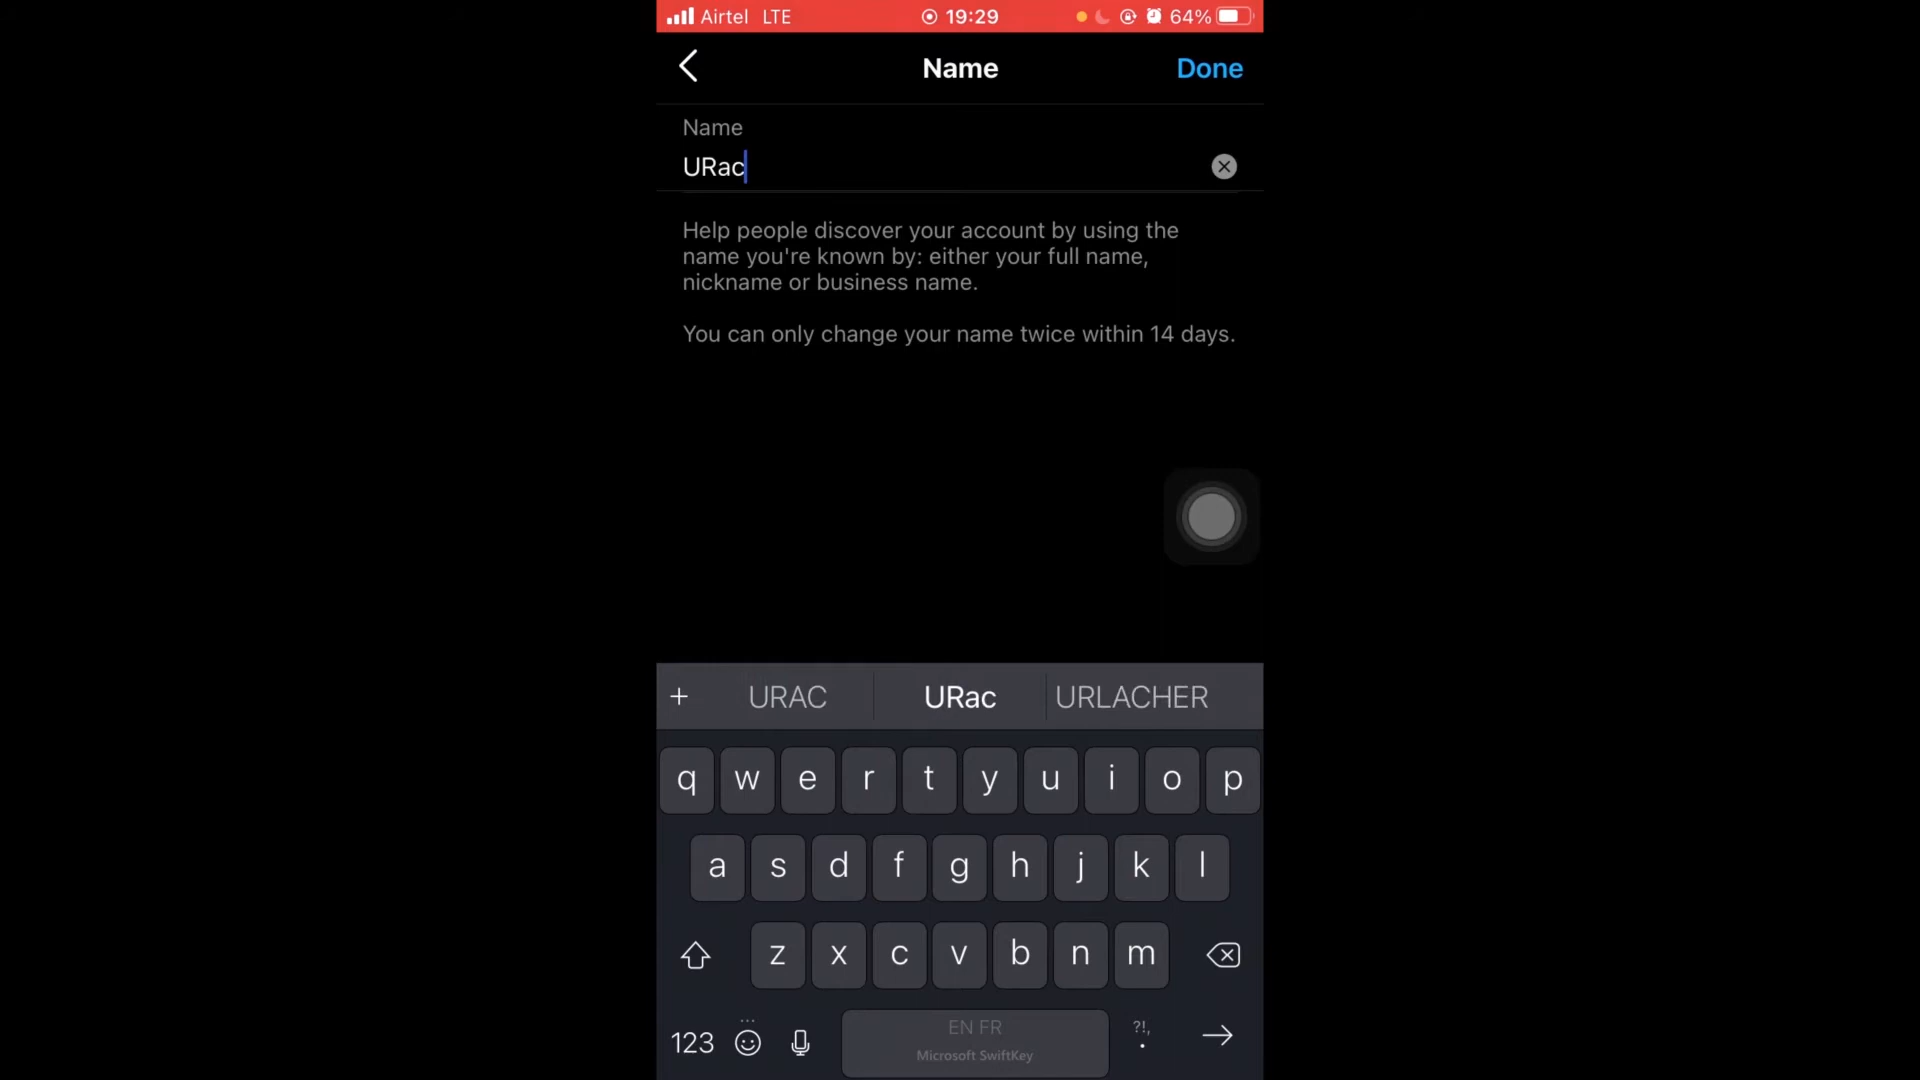 Airtel LTE 19:29 64%
Name Done
Name
URac
Help people discover your account by using the
name you're known by: either your full name,
nickname or business name.
You can only change your name twice within 14 days.
+ URAC URac URLACHER
q w e r t y u i o p
a s d f g h j k l
z x c v b n m
123 EN FR ?!, .
Microsoft SwiftKey